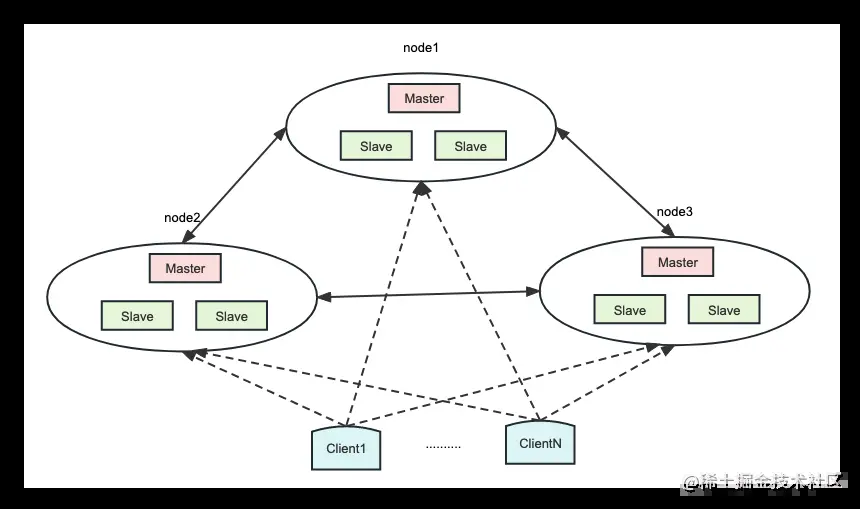 node1
Master
Slave Slave
node2
node3
Master
Slave Slave
Master
Slave Slave
Client1
..........
ClientN
@稀土掘金技术社区